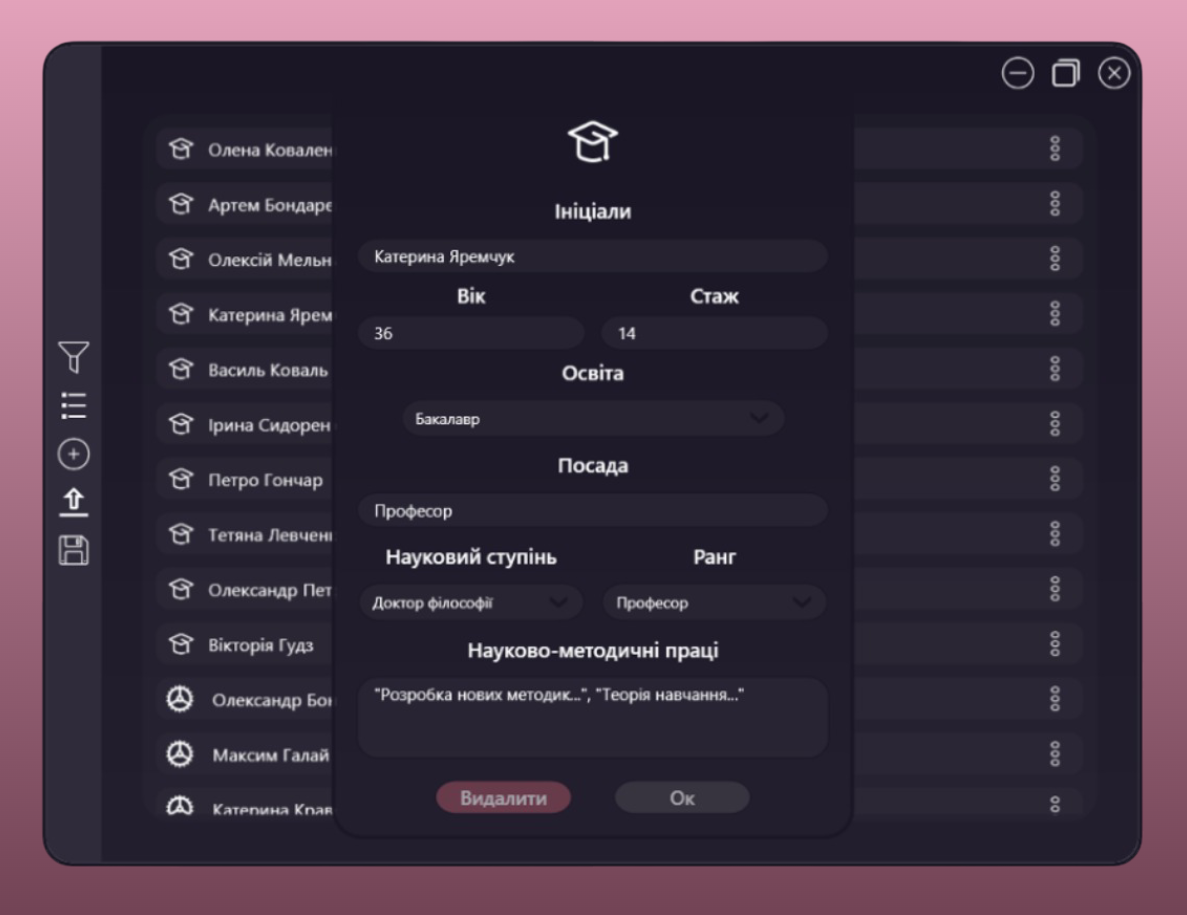 Олена Ковален
Артем Бондаре
Олексій Мельн
Катерина Ярем
Василь Коваль
Ірина Сидорен
Петро Гончар
Тетяна Левчен
Олександр Пет
Вікторія Гудз
Олександр Бон
Максим Галай
Катерина Крав
Ініціали
Катерина Яремчук
Вік Стаж
36 14
Освіта
Бакалавр
Посада
Професор
Науковий ступінь Ранг
Доктор філософії Професор
Науково-методичні праці
"Розробка нових методик...", "Теорія навчання..."
Видалити Ок